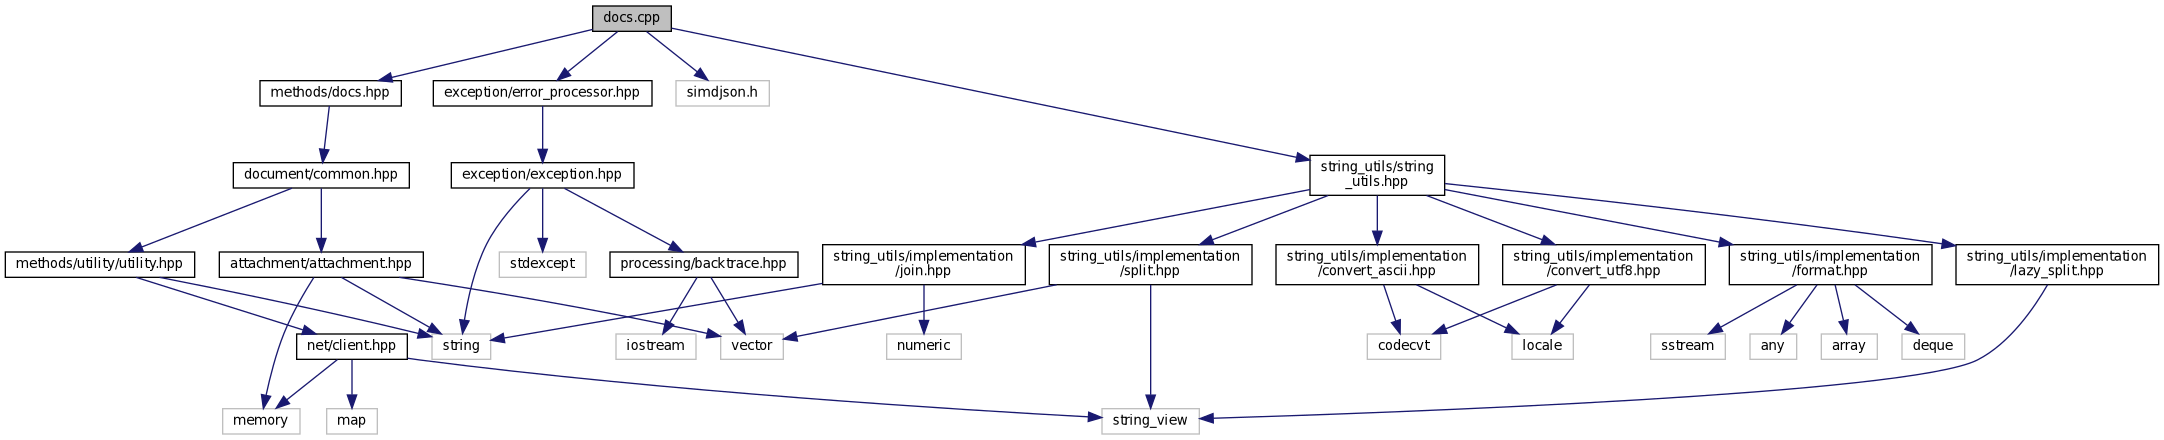 docs.cpp
methods/docs.hpp
exception/error_processor.hpp
simdjson.h
document/common.hpp
exception/exception.hpp
string_utils/string
_utils.hpp
methods/utility/utility.hpp
attachment/attachment.hpp
stdexcept
processing/backtrace.hpp
string_utils/implementation
/join.hpp
string_utils/implementation
/split.hpp
string_utils/implementation
/convert_ascii.hpp
string_utils/implementation
/convert_utf8.hpp
string_utils/implementation
/format.hpp
string_utils/implementation
/lazy_split.hpp
net/client.hpp
string
iostream
vector
numeric
codecvt
locale
sstream
any
array
deque
memory
map
string_view